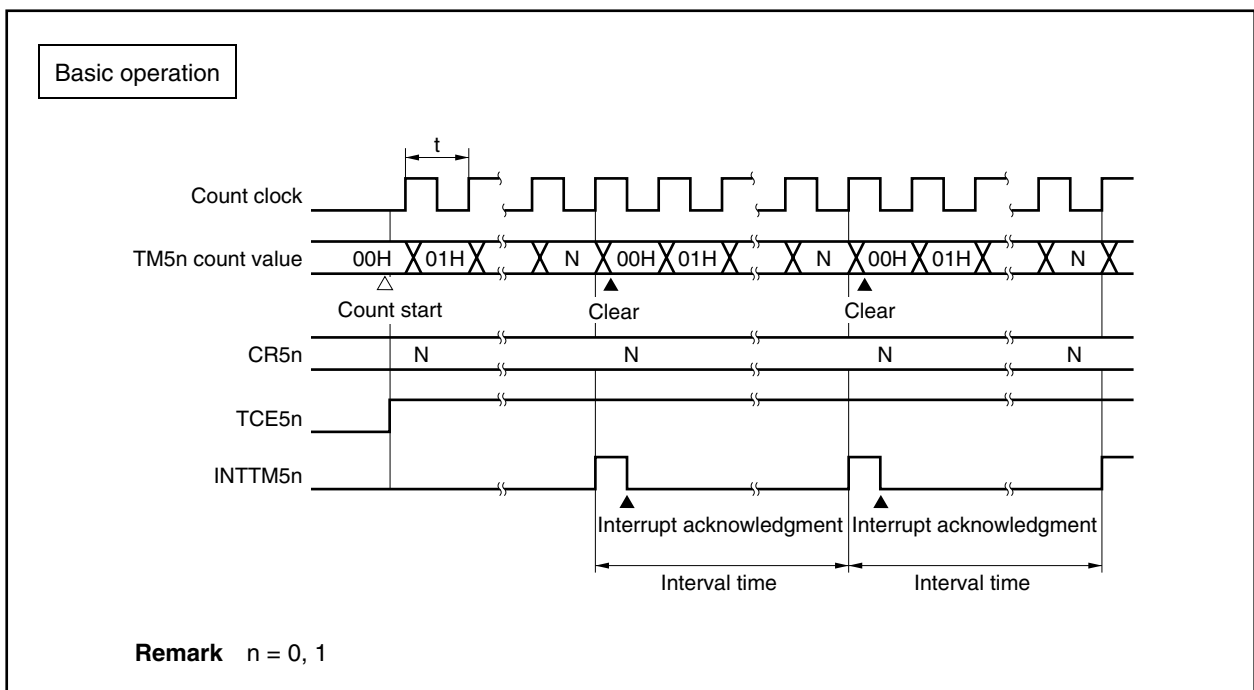 Basic operation
t
Count clock
TM5n count value 00H 01H N 00H 01H N 00H 01H N
Count start Clear Clear
CR5n N N N N
TCE5n
INTTM5n
Interrupt acknowledgment Interrupt acknowledgment
Interval time Interval time
Remark n = 0, 1